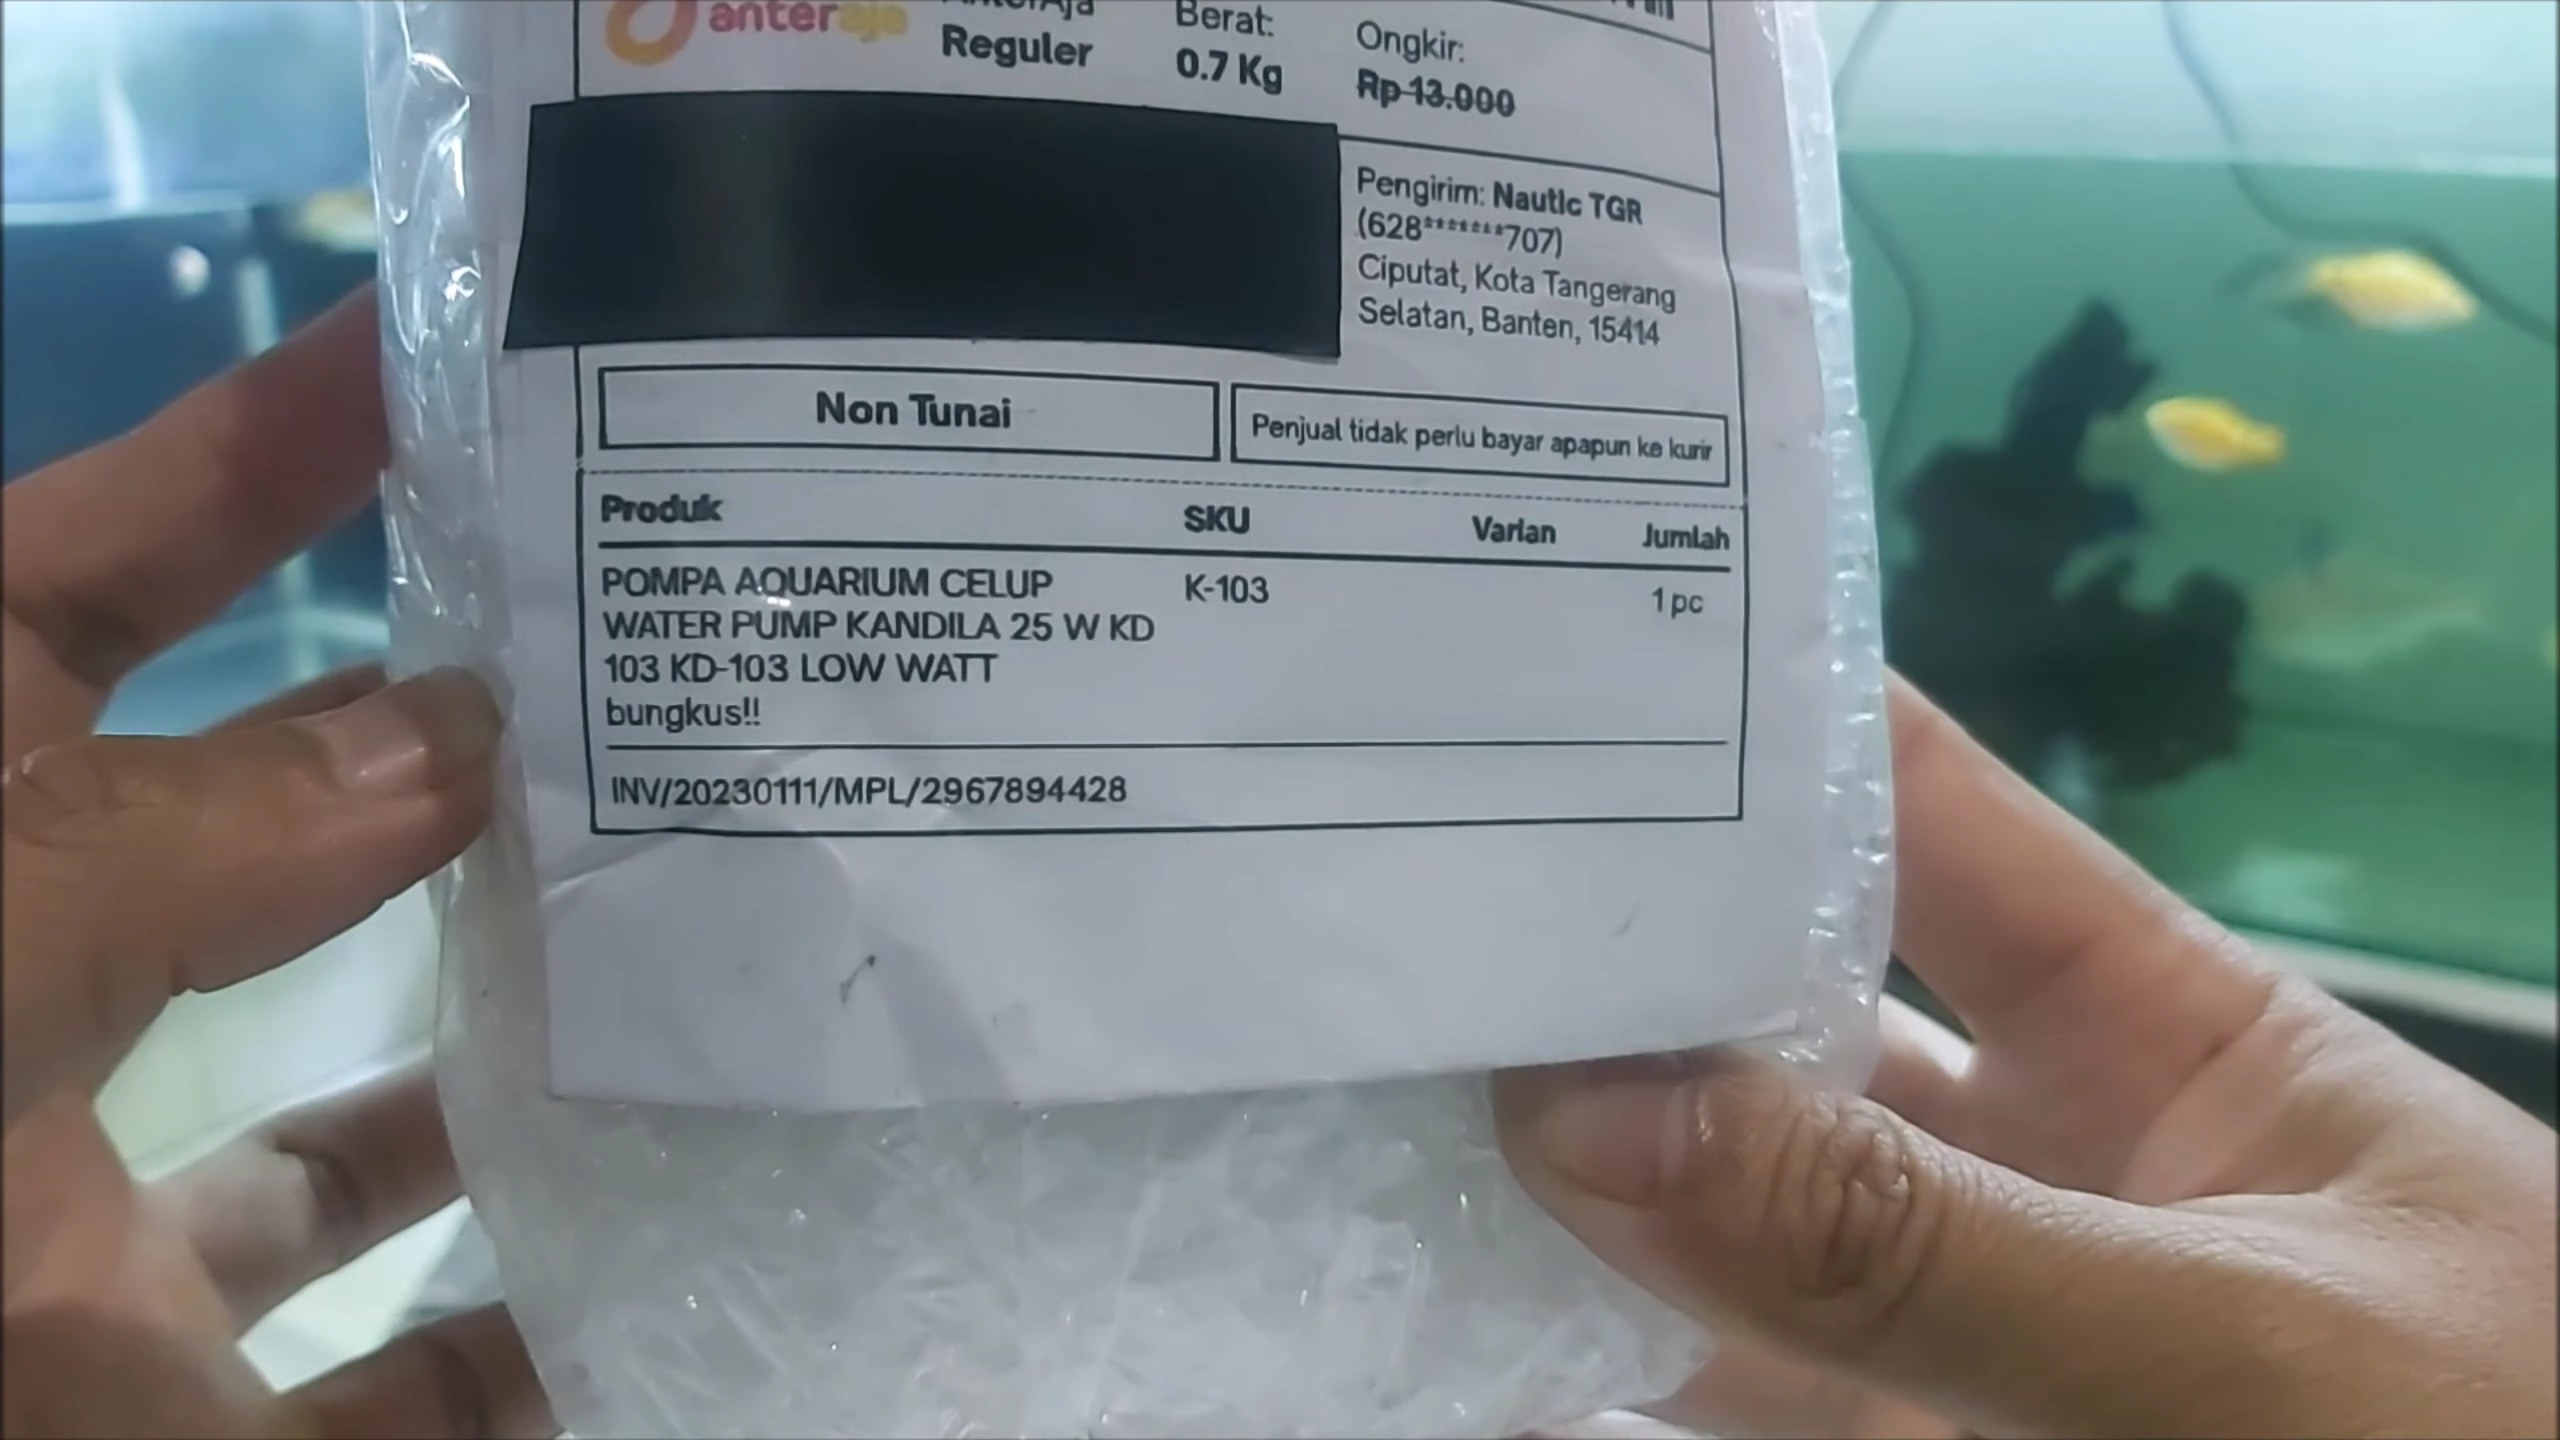 anteraja
AnterAja
Reguler
Berat:
0.7 Kg
Ongkir:
Rp 13.000
Pengirim: Nautic TGR
(628*******707)
Ciputat, Kota Tangerang
Selatan, Banten, 15414
Non Tunai
Penjual tidak perlu bayar apapun ke kurir
Produk SKU Varian Jumlah
POMPA AQUARIUM CELUP K-103 1 pc
WATER PUMP KANDILA 25 W KD
103 KD-103 LOW WATT
bungkus!!
INV/20230111/MPL/2967894428